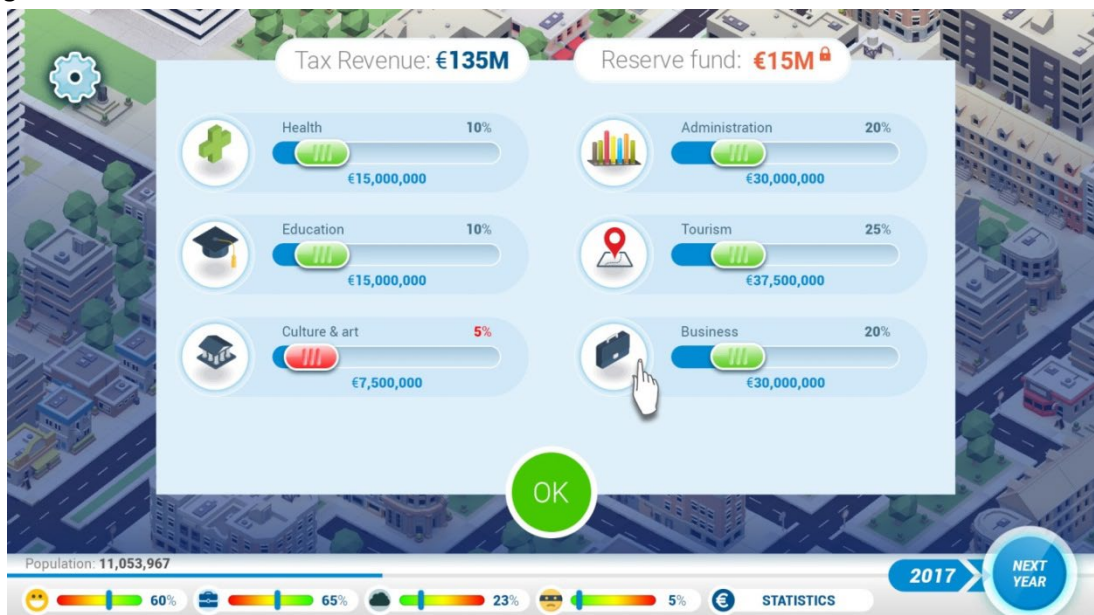 Tax Revenue: €135M
Reserve fund: €15M
Health 10%
€15,000,000
Administration 20%
€30,000,000
Education 10%
€15,000,000
Tourism 25%
€37,500,000
Culture & art 5%
€7,500,000
Business 20%
€30,000,000
OK
Population: 11,053,967
2017
NEXT
YEAR
60% 65% 23% 5% € STATISTICS